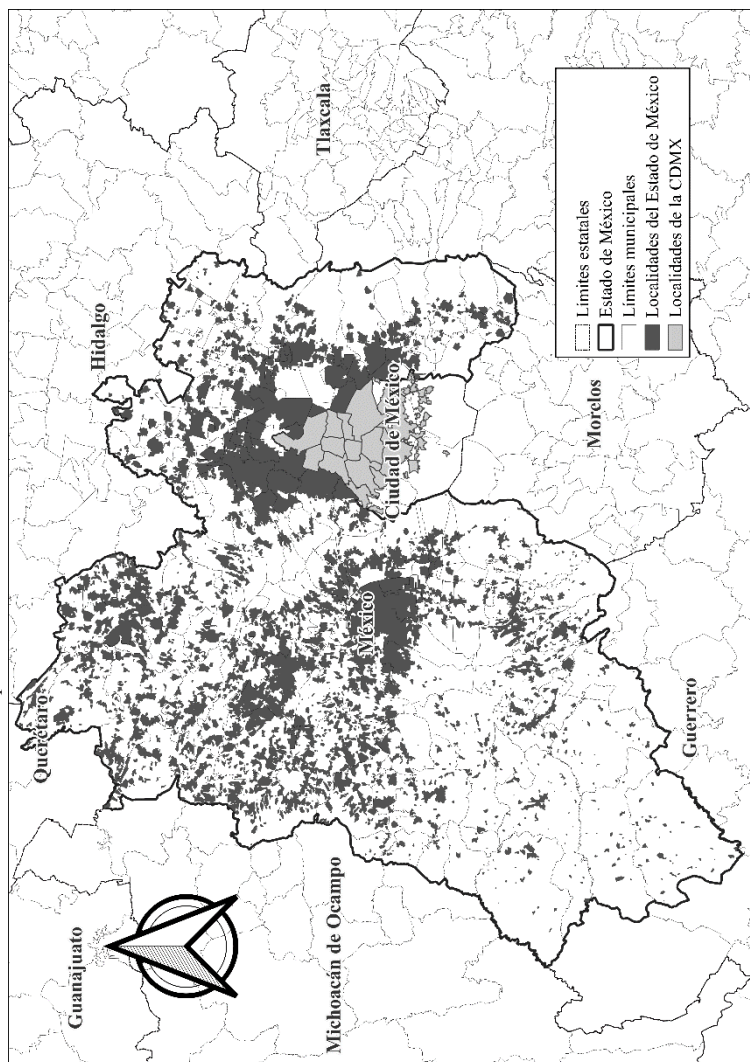 Guanajuato
Querétaro
Hidalgo
Tlaxcala
Michoacán de Ocampo
México
Ciudad de México
Guerrero
Morelos
Límites estatales
Estado de México
Límites municipales
Localidades del Estado de México
Localidades de la CDMX